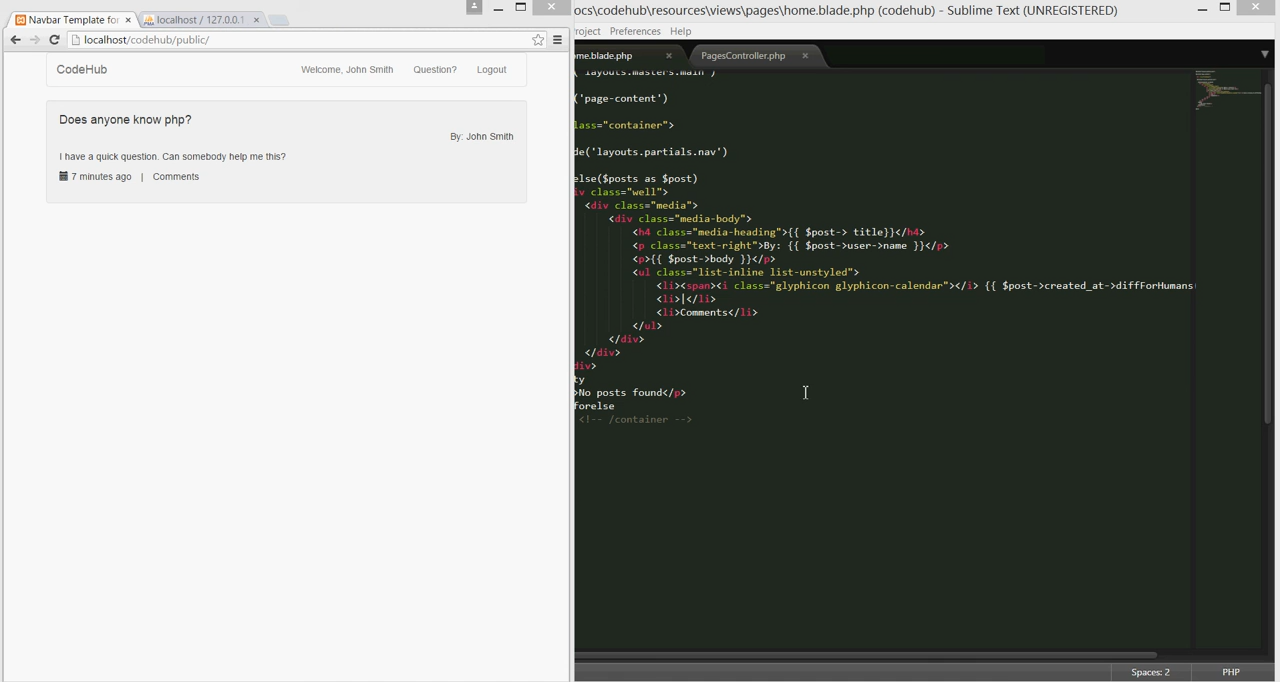 Navbar Template for
localhost / 127.0.0.1
localhost/codehub/public/
CodeHub
Welcome, John Smith
Question?
Logout
Does anyone know php?
By: John Smith
I have a quick question. Can somebody help me this?
7 minutes ago | Comments
ocs\codehub\resources\views\pages\home.blade.php (codehub) - Sublime Text (UNREGISTERED)
roject Preferences Help
me.blade.php
PagesController.php
('layouts.masters.main')
('page-content')
lass="container">
de('layouts.partials.nav')
else($posts as $post)
iv class="well">
<div class="media">
<div class="media-body">
<h4 class="media-heading">{{ $post-> title}}</h4>
<p class="text-right">By: {{ $post->user->name }}</p>
<p>{{ $post->body }}</p>
<ul class="list-inline list-unstyled">
<li><span><i class="glyphicon glyphicon-calendar"></i> {{ $post->created_at->diffForHumans(
<li>|</li>
<li>Comments</li>
</ul>
</div>
</div>
div>
ty
>No posts found</p>
forelse
<!-- /container -->
Spaces: 2
PHP